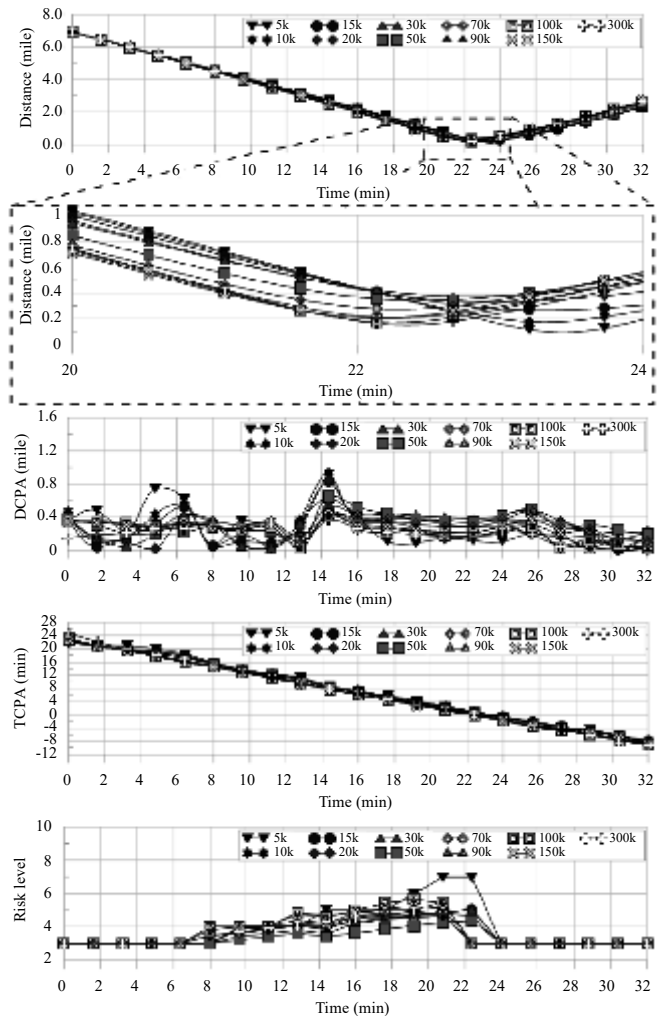 8.0
6.0
4.0
2.0
0.0
Distance (mile)
5k 15k 30k 70k 100k 300k
10k 20k 50k 90k 150k
0 2 4 6 8 10 12 14 16 18 20 22 24 26 28 30 32
Time (min)
1
0.8
0.6
0.4
0.2
0
Distance (mile)
20 22 24
Time (min)
1.6
1.2
0.8
0.4
0
DCPA (mile)
5k 15k 30k 70k 100k 300k
10k 20k 50k 90k 150k
0 2 4 6 8 10 12 14 16 18 20 22 24 26 28 30 32
Time (min)
28
24
20
16
12
8
4
0
-4
-8
-12
TCPA (min)
5k 15k 30k 70k 100k 300k
10k 20k 50k 90k 150k
0 2 4 6 8 10 12 14 16 18 20 22 24 26 28 30 32
Time (min)
10
8
6
4
2
Risk level
5k 15k 30k 70k 100k 300k
10k 20k 50k 90k 150k
0 2 4 6 8 10 12 14 16 18 20 22 24 26 28 30 32
Time (min)